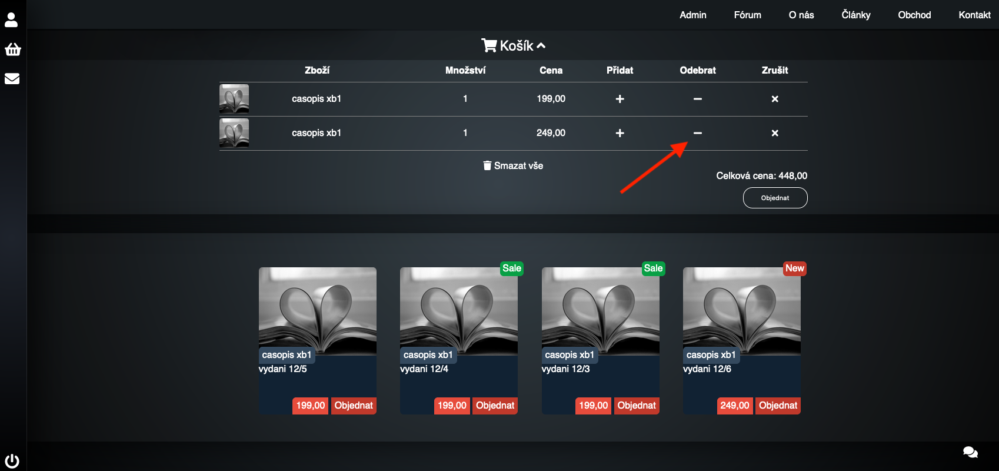 Admin Fórum O nás Články Obchod Kontakt
Košík
Zboží Množství Cena Přidat Odebrat Zrušit
casopis xb1 1 199,00
casopis xb1 1 249,00
Smazat vše
Celková cena: 448,00
Objednat
Sale Sale New
casopis xb1 casopis xb1 casopis xb1 casopis xb1
vydani 12/5 vydani 12/4 vydani 12/3 vydani 12/6
199,00 Objednat 199,00 Objednat 199,00 Objednat 249,00 Objednat